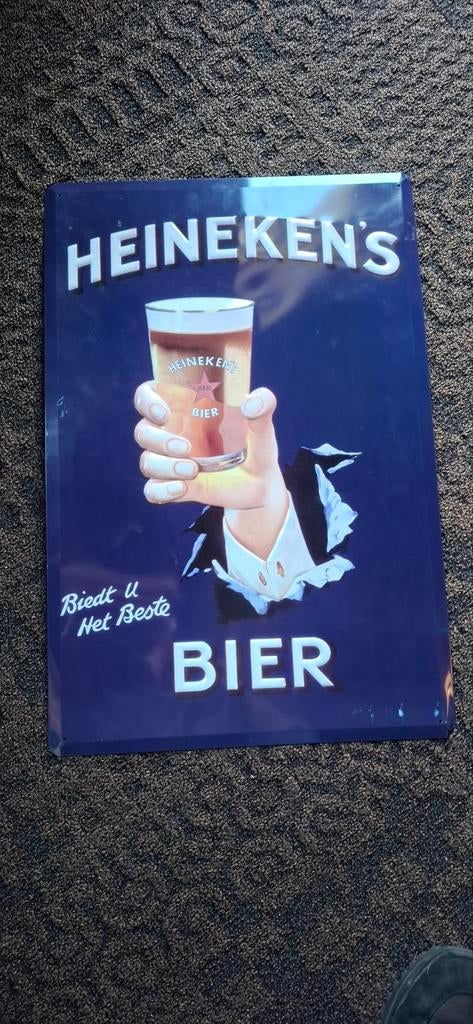 HEINEKEN'S
HEINEKEN'S
BIER
Biedt U
Het Beste
BIER